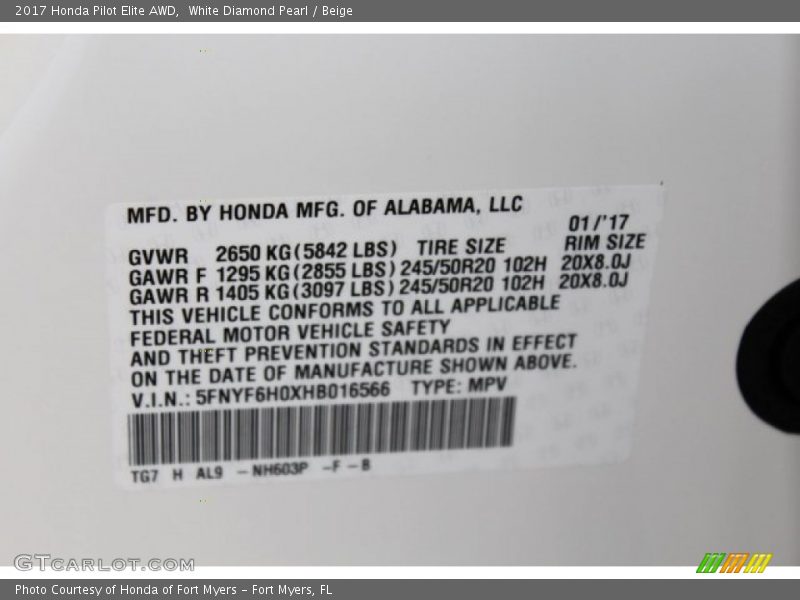 2017 Honda Pilot Elite AWD,  White Diamond Pearl / Beige
MFD. BY HONDA MFG. OF ALABAMA, LLC
01/'17
GVWR 2650 KG(5842 LBS) TIRE SIZE RIM SIZE
GAWR F 1295 KG(2855 LBS) 245/50R20 102H 20X8.0J
GAWR R 1405 KG(3097 LBS) 245/50R20 102H 20X8.0J
THIS VEHICLE CONFORMS TO ALL APPLICABLE
FEDERAL MOTOR VEHICLE SAFETY
AND THEFT PREVENTION STANDARDS IN EFFECT
ON THE DATE OF MANUFACTURE SHOWN ABOVE.
V.I.N.: 5FNYF6H0XHB016566 TYPE: MPV
TG7 H AL9 -NH603P -F-B
GTCARLOT.COM
Photo Courtesy of Honda of Fort Myers - Fort Myers, FL